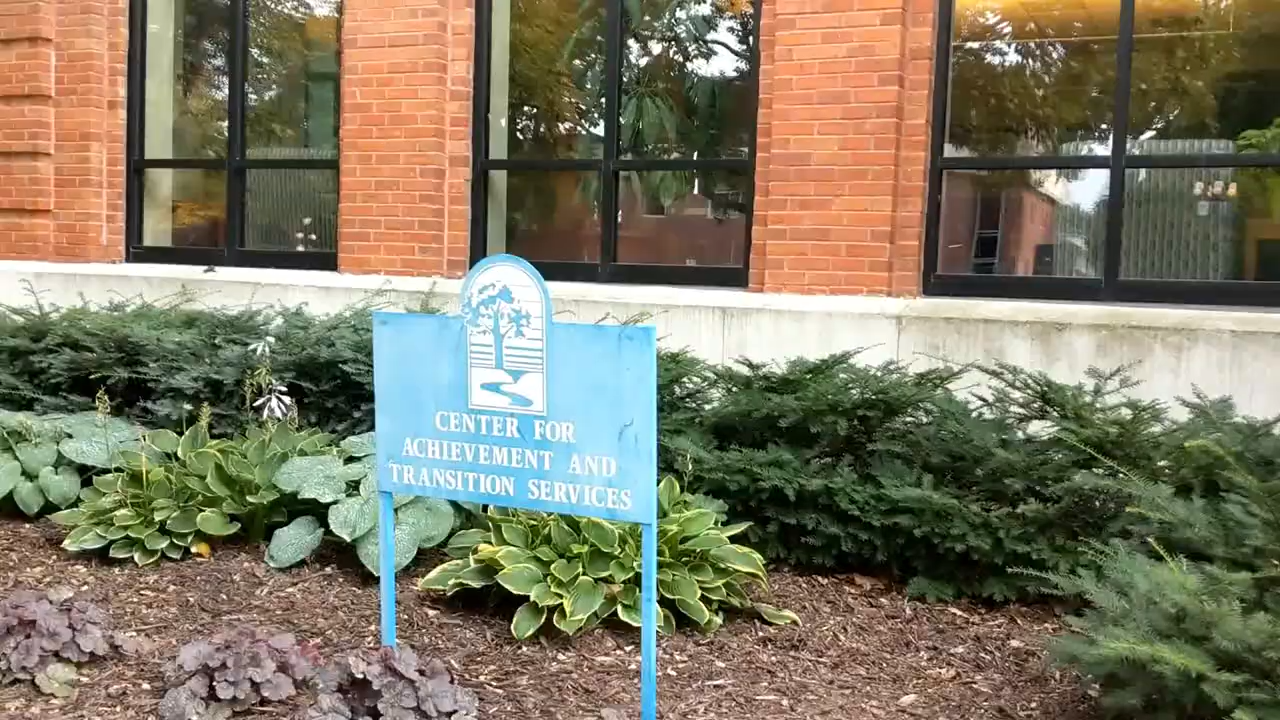 CENTER FOR
ACHIEVEMENT AND
TRANSITION SERVICES